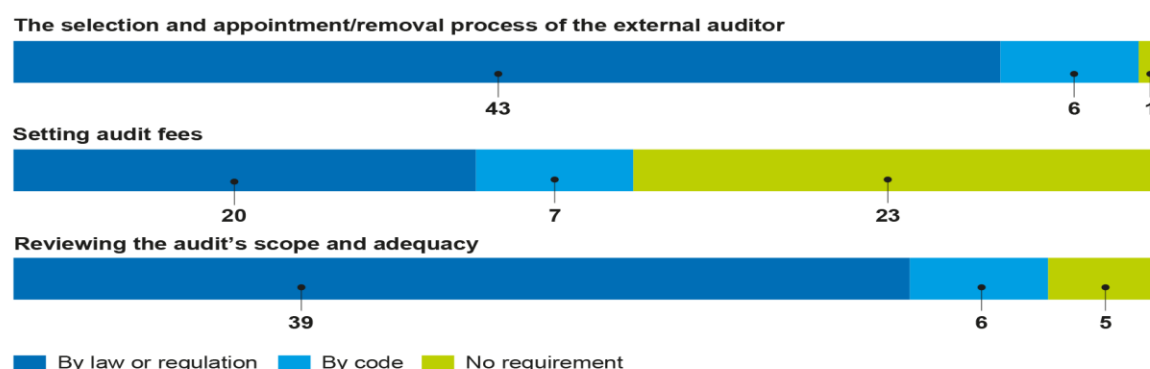 The selection and appointment/removal process of the external auditor
43 6 1
Setting audit fees
20 7 23
Reviewing the audit's scope and adequacy
39 6 5
By law or regulation By code No requirement